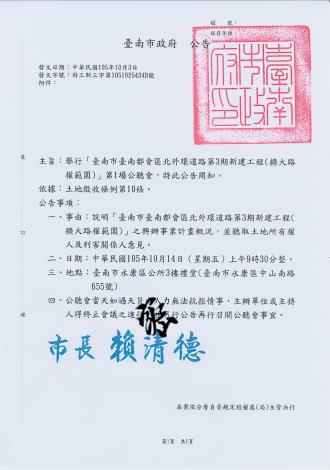 檔　號：
保存年限：
臺南市政府　公告
發文日期：中華民國105年10月3日
發文字號：府工新三字第1051025434B號
附件：
臺南市政府印
主旨：舉行「臺南市臺南都會區北外環道路第3期新建工程(擴大路
權範圍)」第1場公聽會，特此公告周知。
依據：土地徵收條例第10條。
公告事項：
一、事由：說明「臺南市臺南都會區北外環道路第3期新建工程(
擴大路權範圍)」之興辦事業計畫概況，並聽取土地所有權
人及利害關係人意見。
二、日期：中華民國105年10月14日（星期五）上午9時30分整。
三、地點：臺南市永康區公所3樓禮堂(臺南市永康區中山南路
655號)
四、公聽會當天如遇天災、人力無法抗拒情事，主辦單位或主持
人得終止會議之進行，並另行公告再行召開公聽會事宜。
市長 賴清德
本案依分層負責規定授權處(局)主管決行
第1頁　共1頁
裝
訂
線